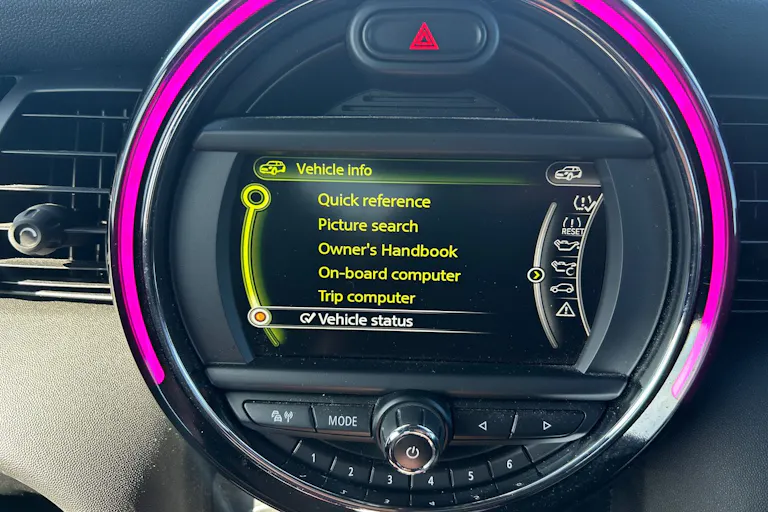 Vehicle info
Quick reference
Picture search
Owner's Handbook
On-board computer
Trip computer
Vehicle status
RESET
MODE
1 2 3 4 5 6